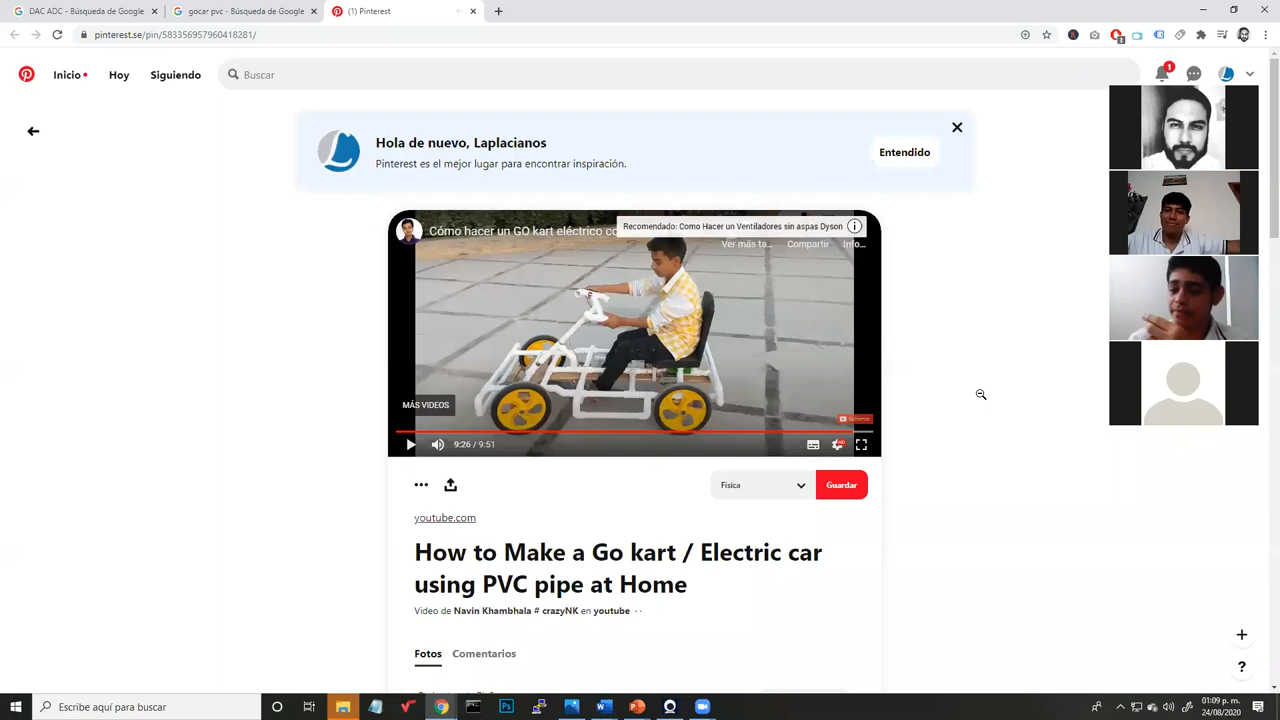 DAC ADC - Búsqueda de Google
gocar pvc - Búsqueda de Google
(1) Pinterest
pinterest.se/pin/583356957960418281/
3
Inicio
Hoy
Siguiendo
Buscar
1
Hola de nuevo, Laplacianos
Pinterest es el mejor lugar para encontrar inspiración.
Entendido
Cómo hacer un GO kart eléctrico co
Recomendado: Como Hacer un Ventiladores sin aspas Dyson
Ver más ta...
Compartir
Info...
MÁS VIDEOS
Subscribe
9:26 / 9:51
HD
Física
Guardar
youtube.com
How to Make a Go kart / Electric car
using PVC pipe at Home
Video de Navin Khambhala # crazyNK en youtube ··
Fotos
Comentarios
Escribe aquí para buscar
01:09 p. m.
24/08/2020